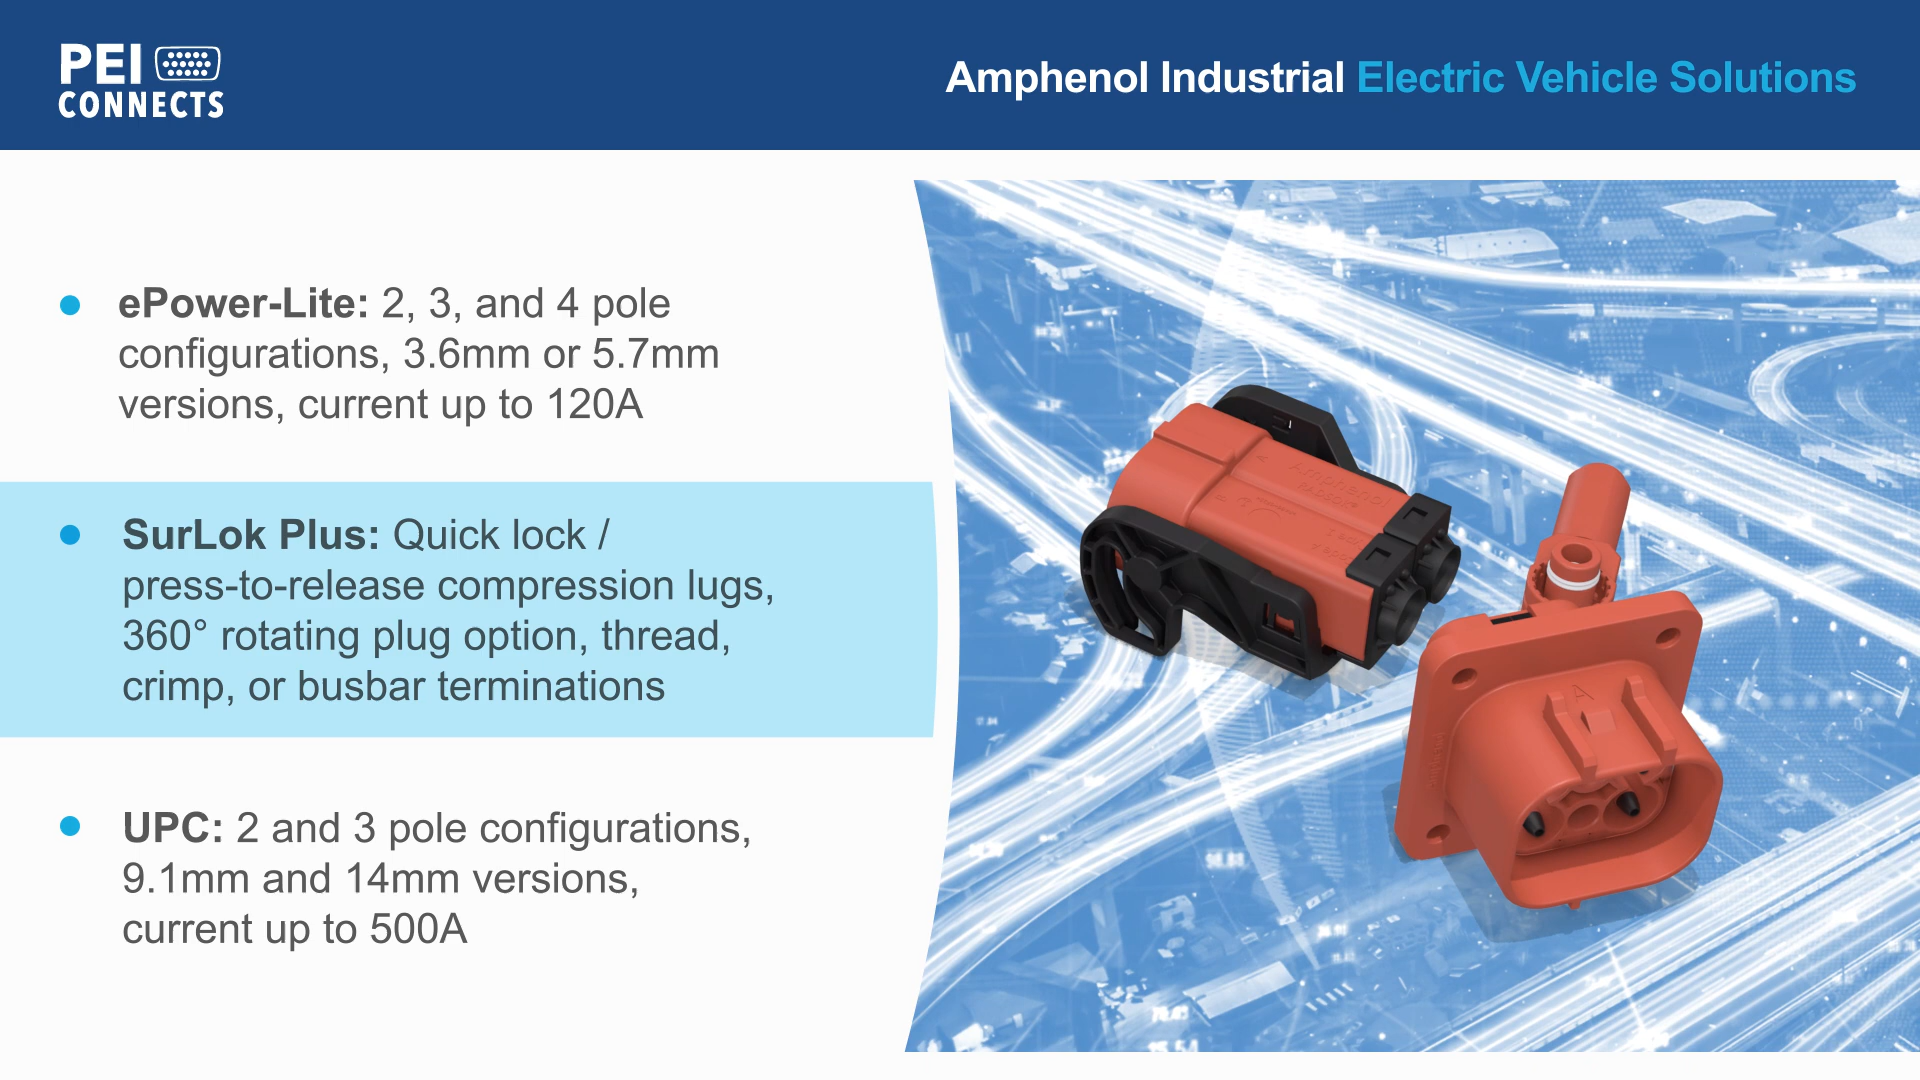 PEI
CONNECTS
Amphenol Industrial Electric Vehicle Solutions
ePower-Lite: 2, 3, and 4 pole
configurations, 3.6mm or 5.7mm
versions, current up to 120A
SurLok Plus: Quick lock /
press-to-release compression lugs,
360° rotating plug option, thread,
crimp, or busbar terminations
UPC: 2 and 3 pole configurations,
9.1mm and 14mm versions,
current up to 500A
Amphenol
A